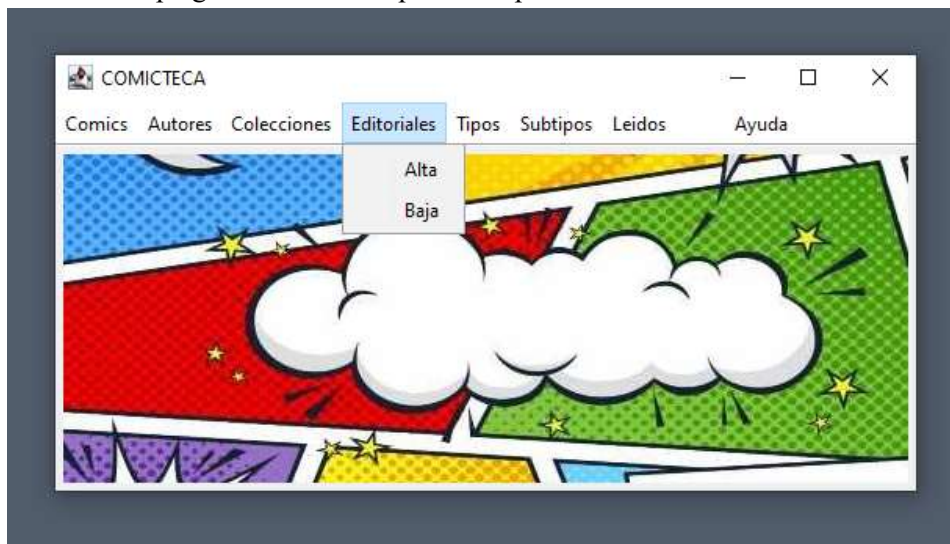 COMICTECA
Comics Autores Colecciones Editoriales Tipos Subtipos Leidos Ayuda
Alta
Baja